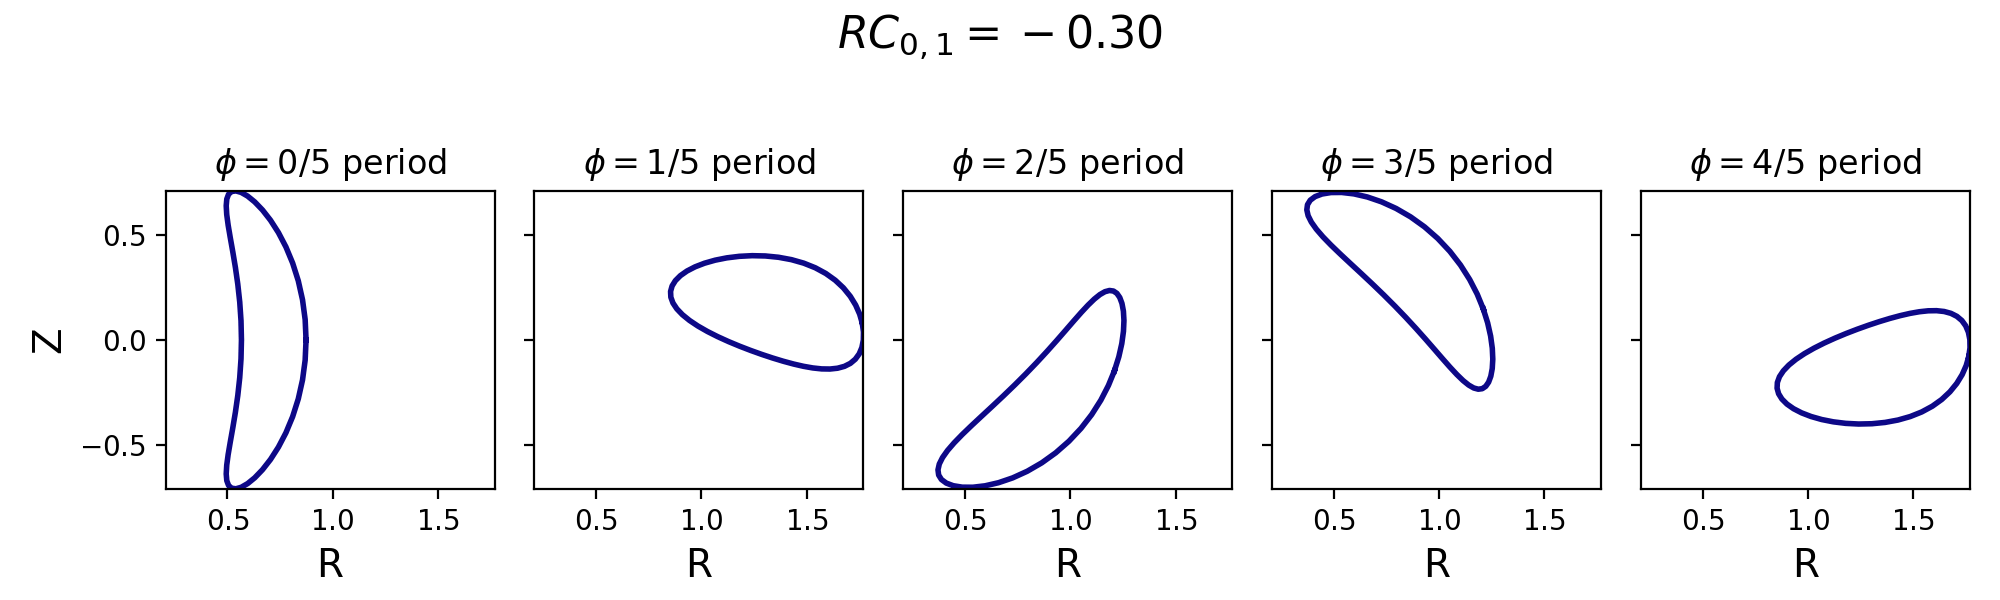 RC₀,₁ = −0.30
ϕ = 0/5 period ϕ = 1/5 period ϕ = 2/5 period ϕ = 3/5 period ϕ = 4/5 period
0.5
0.0
−0.5
Z
0.5 1.0 1.5 0.5 1.0 1.5 0.5 1.0 1.5 0.5 1.0 1.5 0.5 1.0 1.5
R R R R R